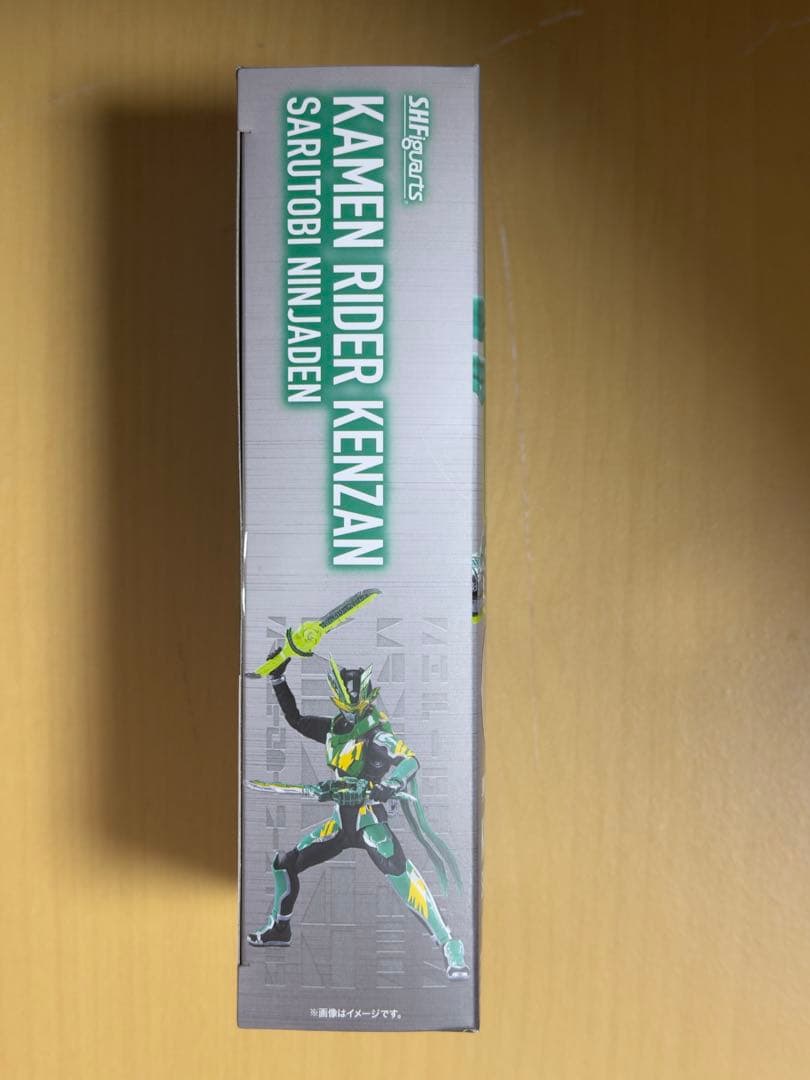 S.H.Figuarts
KAMEN RIDER KENZAN
SARUTOBI NINJADEN
※画像はイメージです。